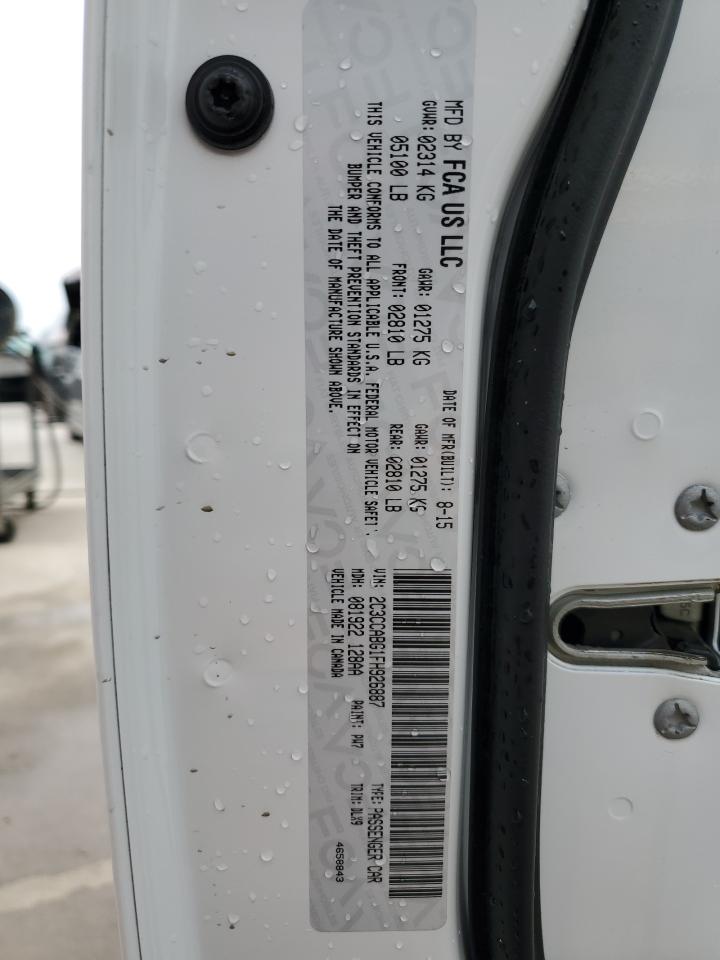 MFD BY FCA US LLC
DATE OF MFR(BUILT): 8-15
GVWR: 02314 KG GAWR: 01275 KG GAWR: 01275 KG
05100 LB FRONT: 02810 LB REAR: 02810 LB
THIS VEHICLE CONFORMS TO ALL APPLICABLE U.S.A. FEDERAL MOTOR VEHICLE SAFETY,
BUMPER AND THEFT PREVENTION STANDARDS IN EFFECT ON
THE DATE OF MANUFACTURE SHOWN ABOVE.
VIN: 2C3CCABG1FH926887 TYPE: PASSENGER CAR
MDH: 081922 128AA PAINT: PW7 TRIM: DLX9
VEHICLE MADE IN CANADA 4658843